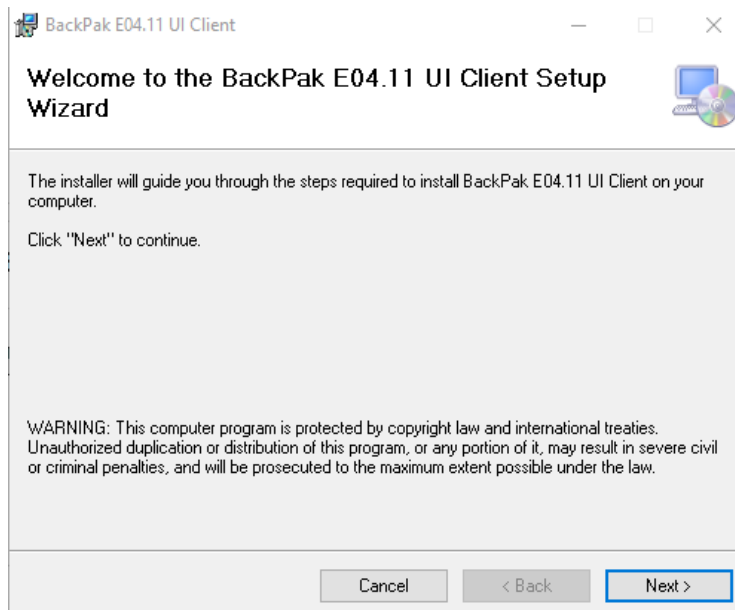 BackPak E04.11 UI Client
Welcome to the BackPak E04.11 UI Client Setup
Wizard
The installer will guide you through the steps required to install BackPak E04.11 UI Client on your
computer.
Click "Next" to continue.
WARNING: This computer program is protected by copyright law and international treaties.
Unauthorized duplication or distribution of this program, or any portion of it, may result in severe civil
or criminal penalties, and will be prosecuted to the maximum extent possible under the law.
Cancel < Back Next >